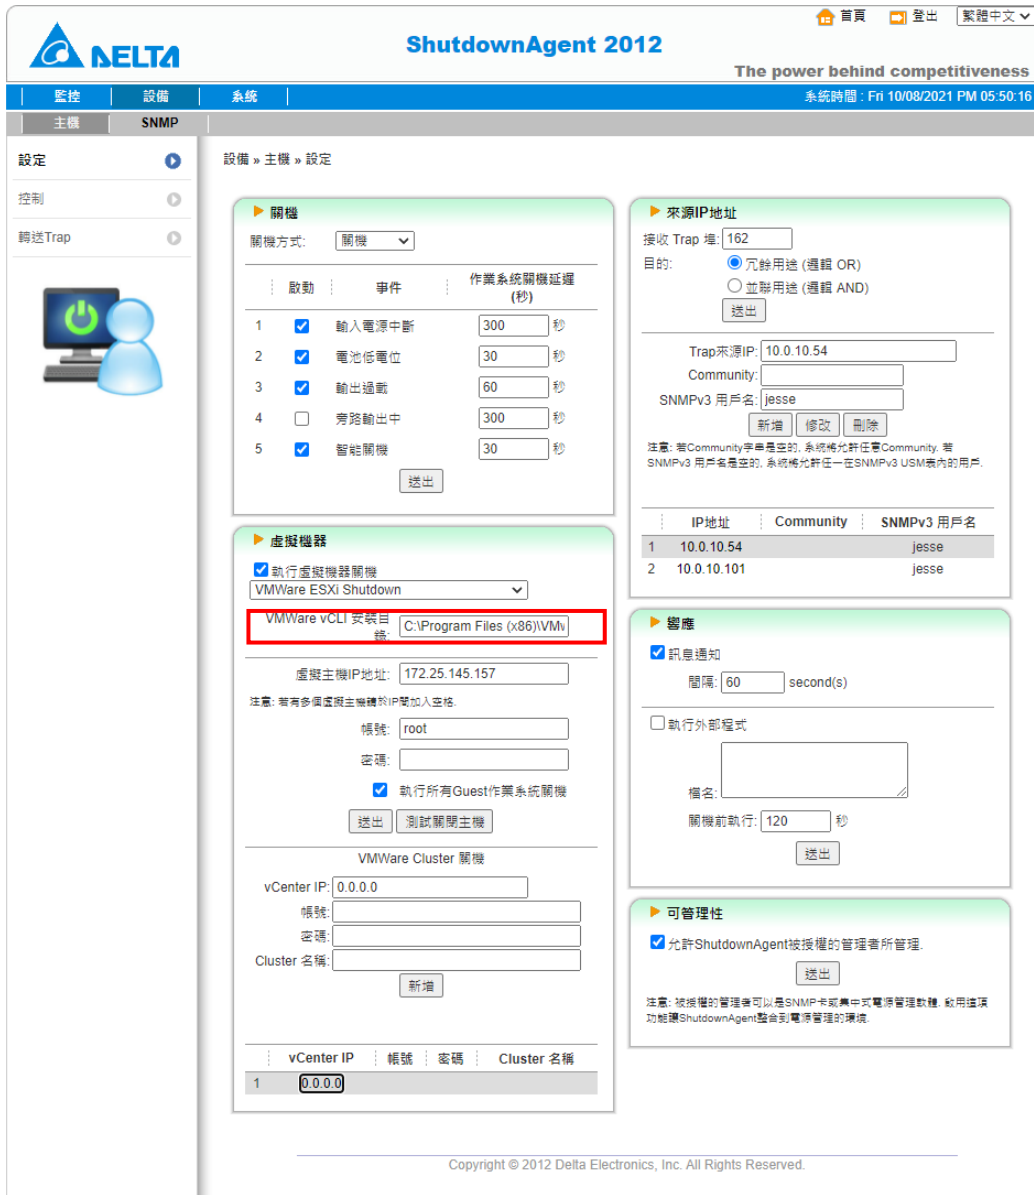 首頁 登出 繁體中文
DELTA
ShutdownAgent 2012
The power behind competitiveness
監控 設備 系統
系統時間 : Fri 10/08/2021 PM 05:50:16
主機 SNMP
設定
控制
轉送Trap
設備 » 主機 » 設定
關機
關機方式: 關機
啟動 事件 作業系統關機延遲
(秒)
1 輸入電源中斷 300 秒
2 電池低電位 30 秒
3 輸出過載 60 秒
4 旁路輸出中 300 秒
5 智能關機 30 秒
送出
虛擬機器
執行虛擬機器關機
VMWare ESXi Shutdown
VMWare vCLI 安裝目
錄: C:\Program Files (x86)\VMv
虛擬主機IP地址: 172.25.145.157
注意: 若有多個虛擬主機請於IP間加入空格.
帳號: root
密碼:
執行所有Guest作業系統關機
送出 測試關閉主機
VMWare Cluster 關機
vCenter IP: 0.0.0.0
帳號:
密碼:
Cluster 名稱:
新增
vCenter IP 帳號 密碼 Cluster 名稱
1 0.0.0.0
來源IP地址
接收 Trap 埠: 162
目的: 冗餘用途 (邏輯 OR)
並聯用途 (邏輯 AND)
送出
Trap來源IP: 10.0.10.54
Community:
SNMPv3 用戶名: jesse
新增 修改 刪除
注意: 若Community字串是空的, 系統將允許任意Community. 若
SNMPv3 用戶名是空的, 系統將允許任一在SNMPv3 USM表內的用戶.
IP地址 Community SNMPv3 用戶名
1 10.0.10.54 jesse
2 10.0.10.101 jesse
響應
訊息通知
間隔: 60 second(s)
執行外部程式
檔名:
關機前執行: 120 秒
送出
可管理性
允許ShutdownAgent被授權的管理者所管理.
送出
注意: 被授權的管理者可以是SNMP卡或集中式電源管理軟體. 啟用這項
功能讓ShutdownAgent整合到電源管理的環境.
Copyright © 2012 Delta Electronics, Inc. All Rights Reserved.